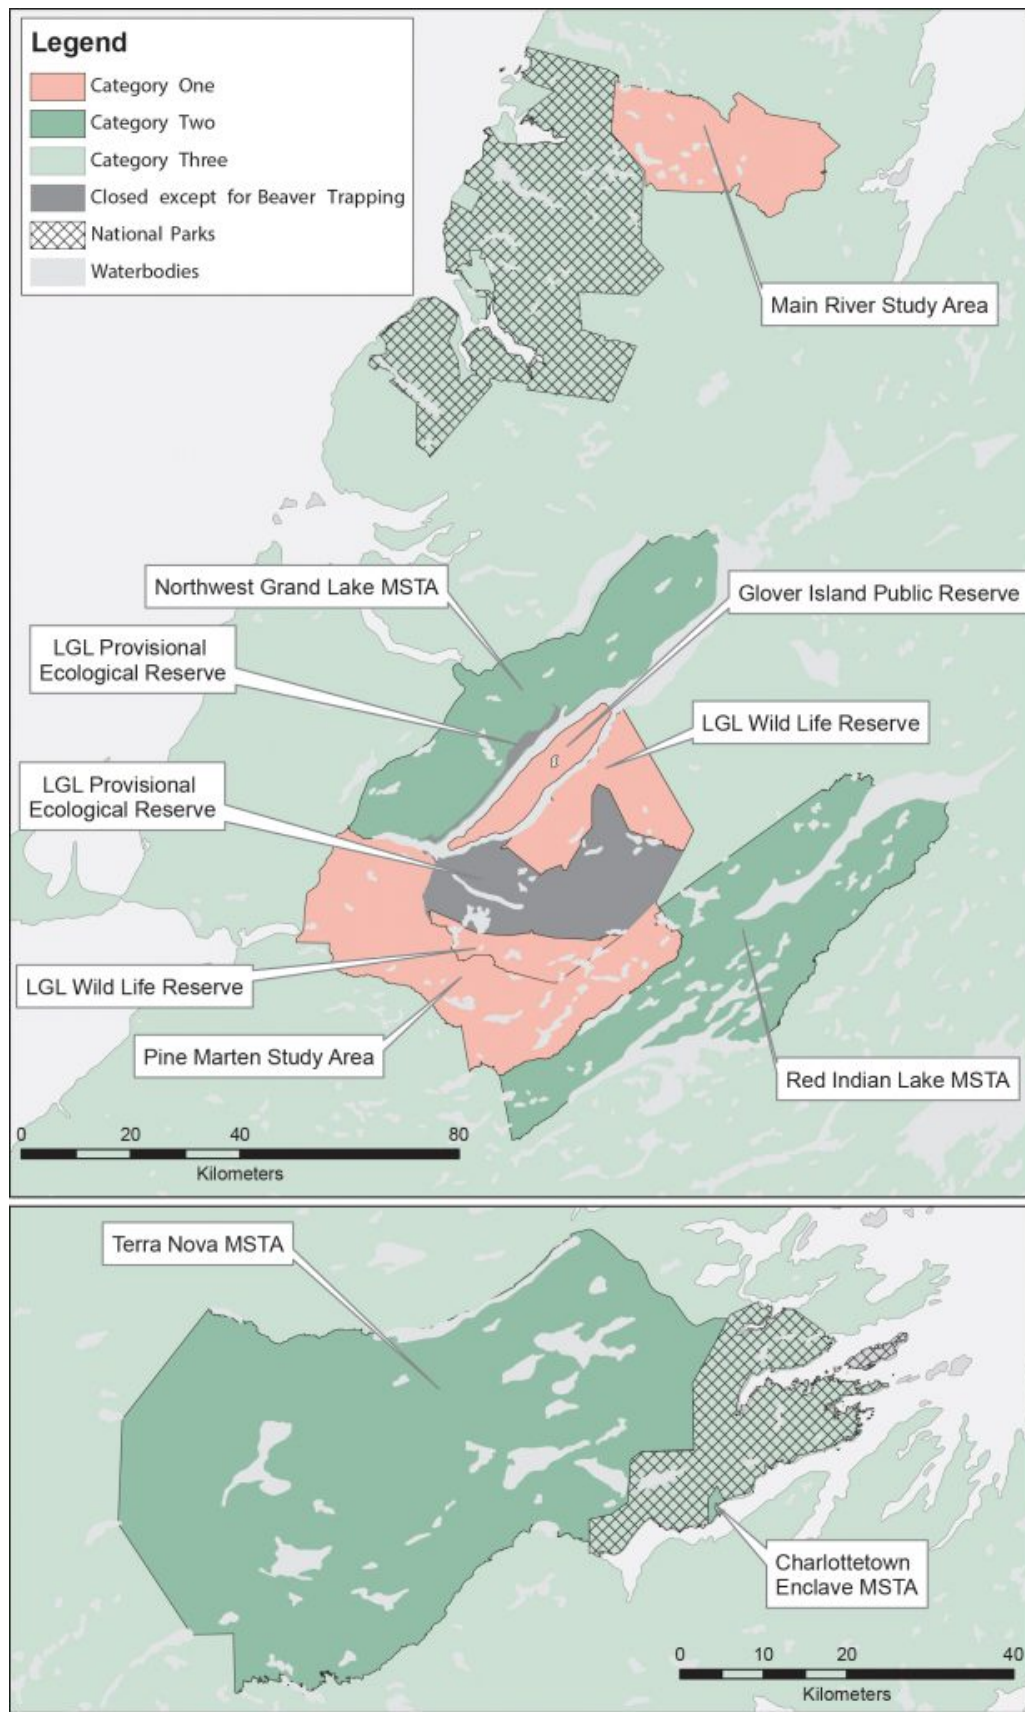 Legend
Category One
Category Two
Category Three
Closed except for Beaver Trapping
National Parks
Waterbodies
Main River Study Area
Northwest Grand Lake MSTA
Glover Island Public Reserve
LGL Provisional
Ecological Reserve
LGL Wild Life Reserve
LGL Provisional
Ecological Reserve
LGL Wild Life Reserve
Pine Marten Study Area
Red Indian Lake MSTA
0 20 40 80
Kilometers
Terra Nova MSTA
Charlottetown
Enclave MSTA
0 10 20 40
Kilometers